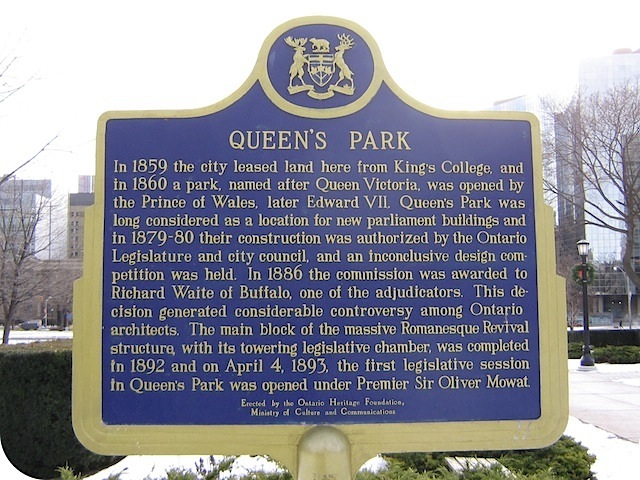 QUEEN'S PARK
In 1859 the city leased land here from King's College, and
in 1860 a park, named after Queen Victoria, was opened by
the Prince of Wales, later Edward VII. Queen's Park was
long considered as a location for new parliament buildings and
in 1879-80 their construction was authorized by the Ontario
Legislature and city council, and an inconclusive design com-
petition was held. In 1886 the commission was awarded to
Richard Waite of Buffalo, one of the adjudicators. This de-
cision generated considerable controversy among Ontario
architects. The main block of the massive Romanesque Revival
structure, with its towering legislative chamber, was completed
in 1892 and on April 4, 1893, the first legislative session
in Queen's Park was opened under Premier Sir Oliver Mowat.
Erected by the Ontario Heritage Foundation,
Ministry of Culture and Communications